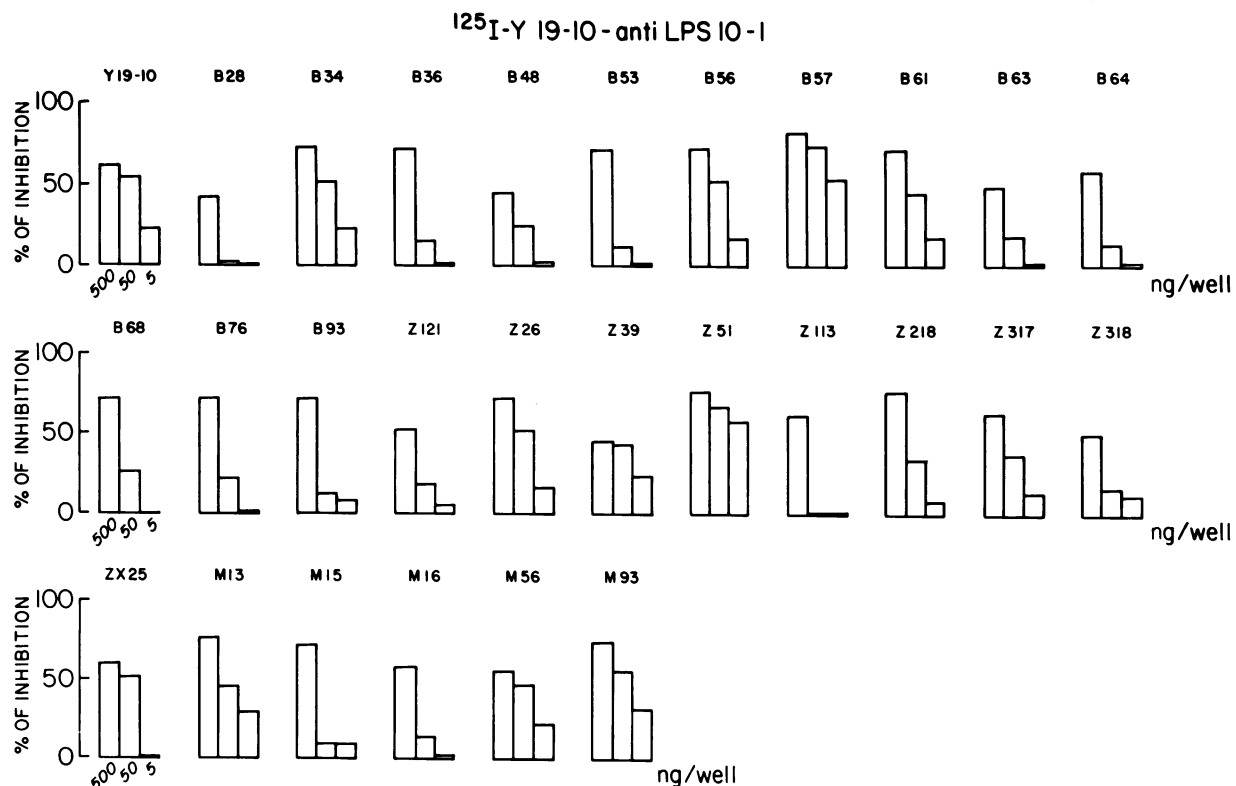 125I-Y 19-10-anti LPS 10-1
Y19-10 B28 B34 B36 B48 B53 B56 B57 B61 B63 B64
% OF INHIBITION
100
50
0
500 50 5
ng/well
B68 B76 B93 Z121 Z26 Z39 Z51 Z113 Z218 Z317 Z318
% OF INHIBITION
100
50
0
500 50 5
ng/well
ZX25 M13 M15 M16 M56 M93
% OF INHIBITION
100
50
0
500 50 5
ng/well